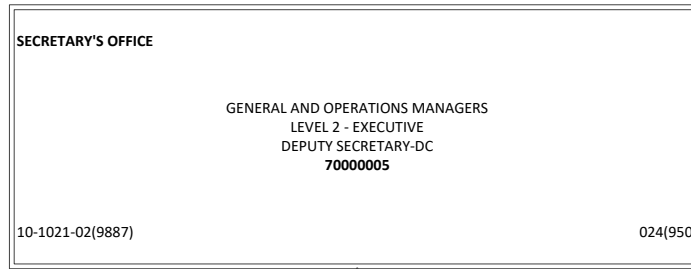 SECRETARY'S OFFICE
GENERAL AND OPERATIONS MANAGERS
LEVEL 2 - EXECUTIVE
DEPUTY SECRETARY-DC
70000005
10-1021-02(9887) 024(950